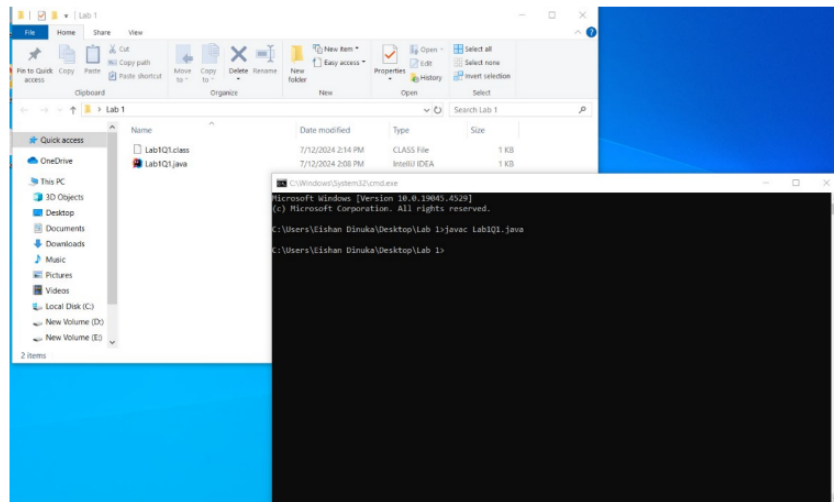 Lab 1
File Home Share View
Pin to Quick access
Copy
Paste
Cut
Copy path
Paste shortcut
Clipboard
Move to
Copy to
Delete
Rename
Organize
New folder
New item
Easy access
New
Properties
Open
Edit
History
Open
Select all
Select none
Invert selection
Select
Lab 1
Search Lab 1
Name Date modified Type Size
Lab1Q1.class 7/12/2024 2:14 PM CLASS File 1 KB
Lab1Q1.java 7/12/2024 2:08 PM IntelliJ IDEA 1 KB
Quick access
OneDrive
This PC
3D Objects
Desktop
Documents
Downloads
Music
Pictures
Videos
Local Disk (C:)
New Volume (D:)
New Volume (E:)
2 items
C:\Windows\System32\cmd.exe
Microsoft Windows [Version 10.0.19045.4529]
(c) Microsoft Corporation. All rights reserved.
C:\Users\Eishan Dinuka\Desktop\Lab 1>javac Lab1Q1.java
C:\Users\Eishan Dinuka\Desktop\Lab 1>